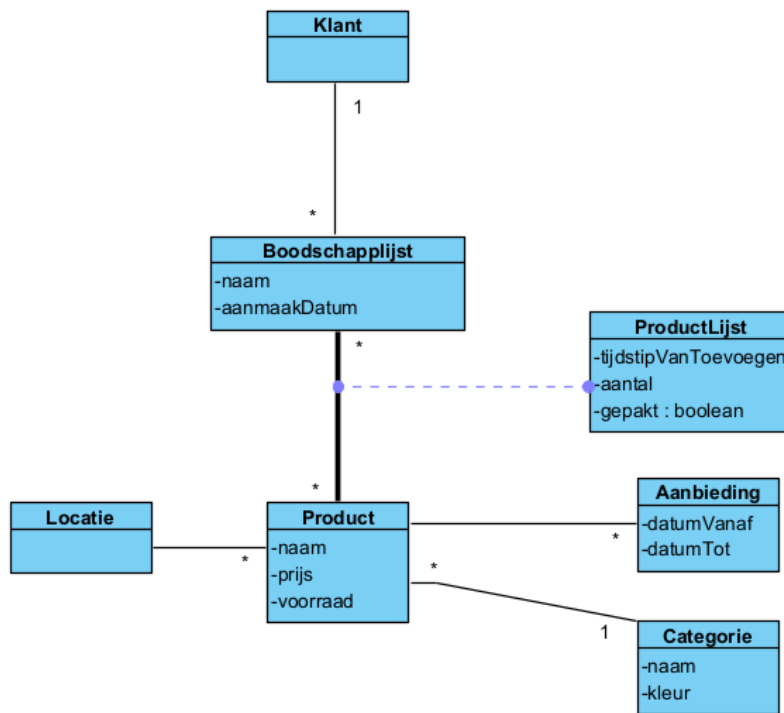 Klant
1
*
Boodschapplijst
-naam
-aanmaakDatum
*
ProductLijst
-tijdstipVanToevoegen
-aantal
-gepakt : boolean
*
Locatie
*
Product
-naam
-prijs
-voorraad
Aanbieding
-datumVanaf
-datumTot
*
*
1
Categorie
-naam
-kleur